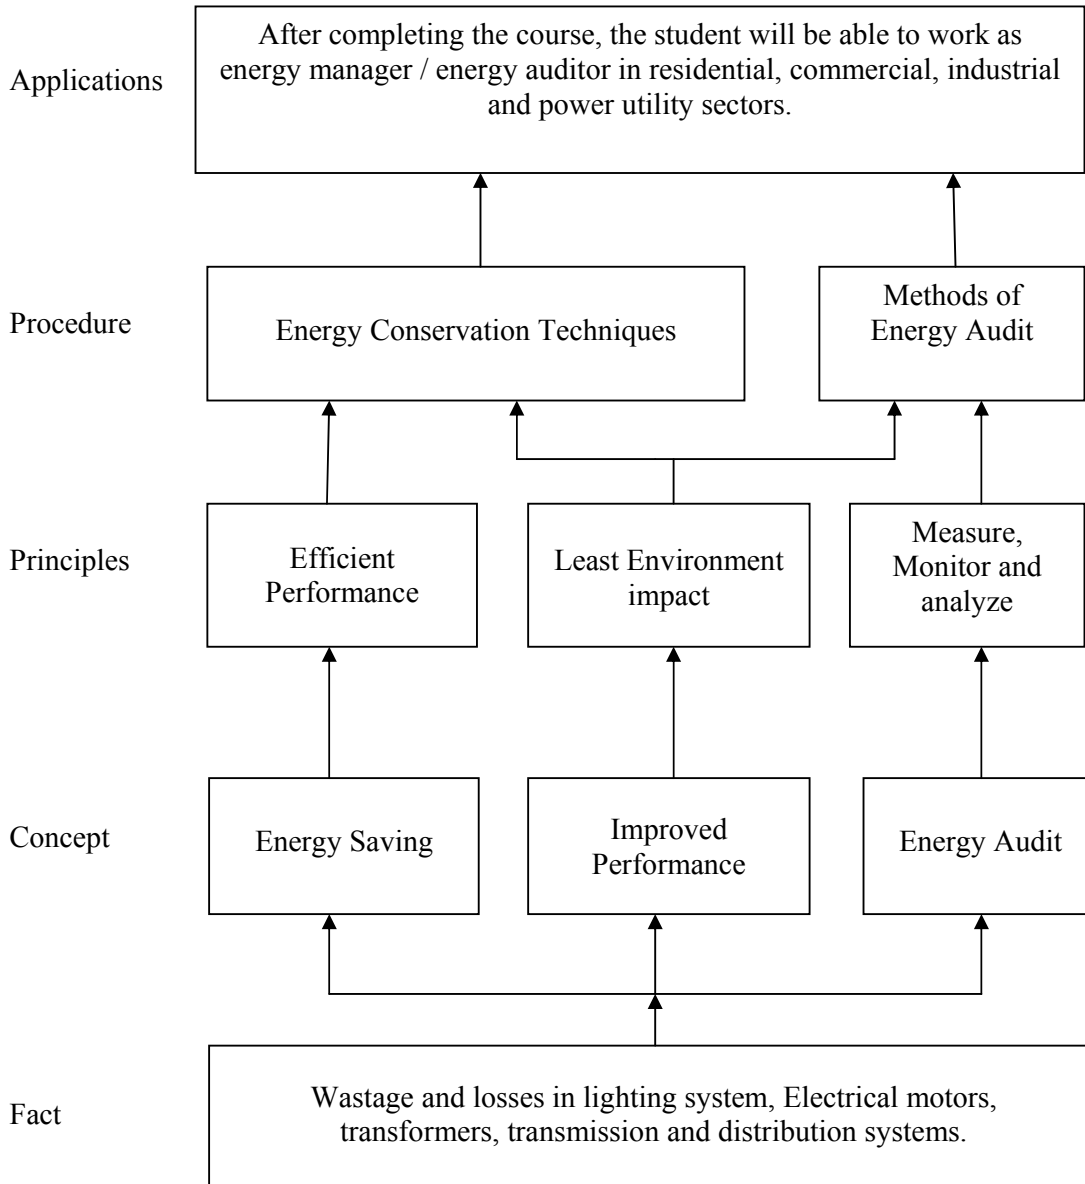 Applications
After completing the course, the student will be able to work as
energy manager / energy auditor in residential, commercial, industrial
and power utility sectors.
Procedure
Energy Conservation Techniques
Methods of
Energy Audit
Principles
Efficient
Performance
Least Environment
impact
Measure,
Monitor and
analyze
Concept
Energy Saving
Improved
Performance
Energy Audit
Fact
Wastage and losses in lighting system, Electrical motors,
transformers, transmission and distribution systems.